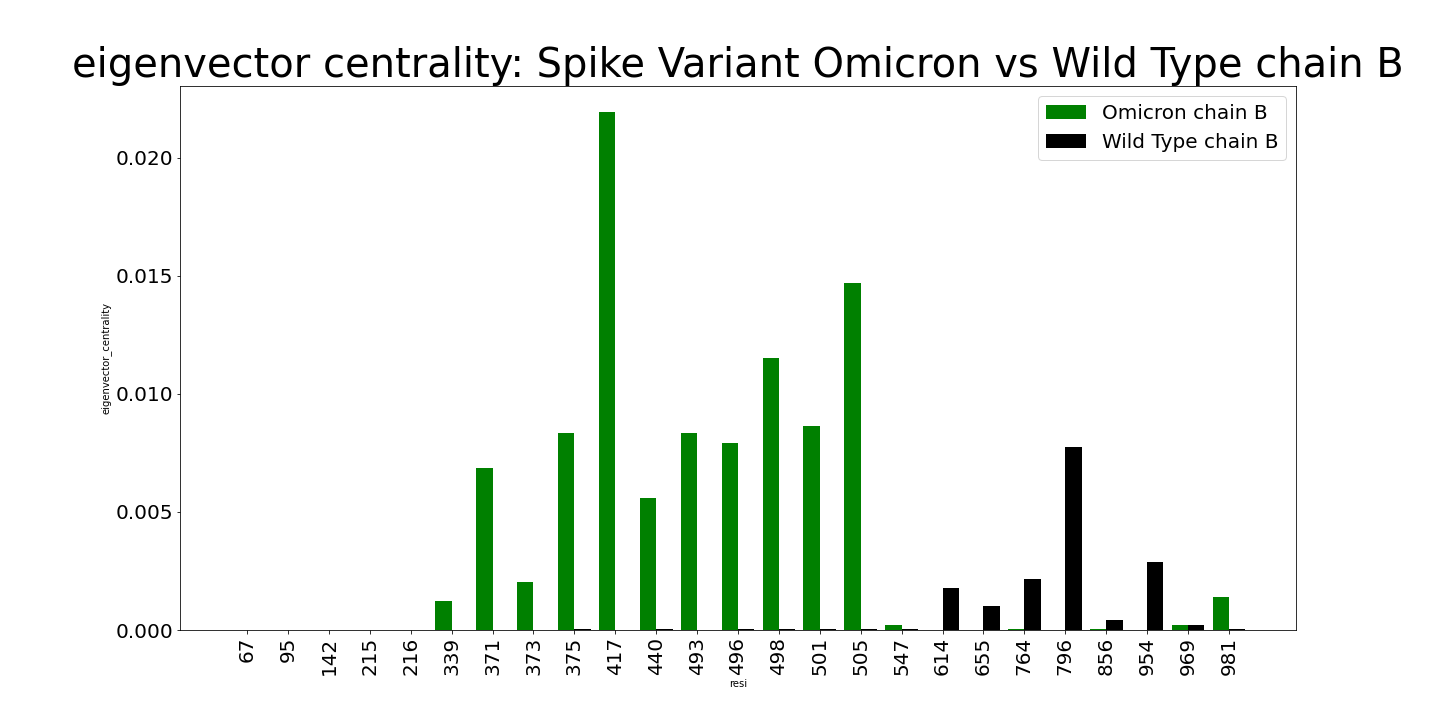 eigenvector centrality: Spike Variant Omicron vs Wild Type chain B
Omicron chain B
Wild Type chain B
0.020
0.015
0.010
0.005
0.000
eigenvector_centrality
67 95 142 215 216 339 371 373 375 417 440 493 496 498 501 505 547 614 655 764 796 856 954 969 981
resi